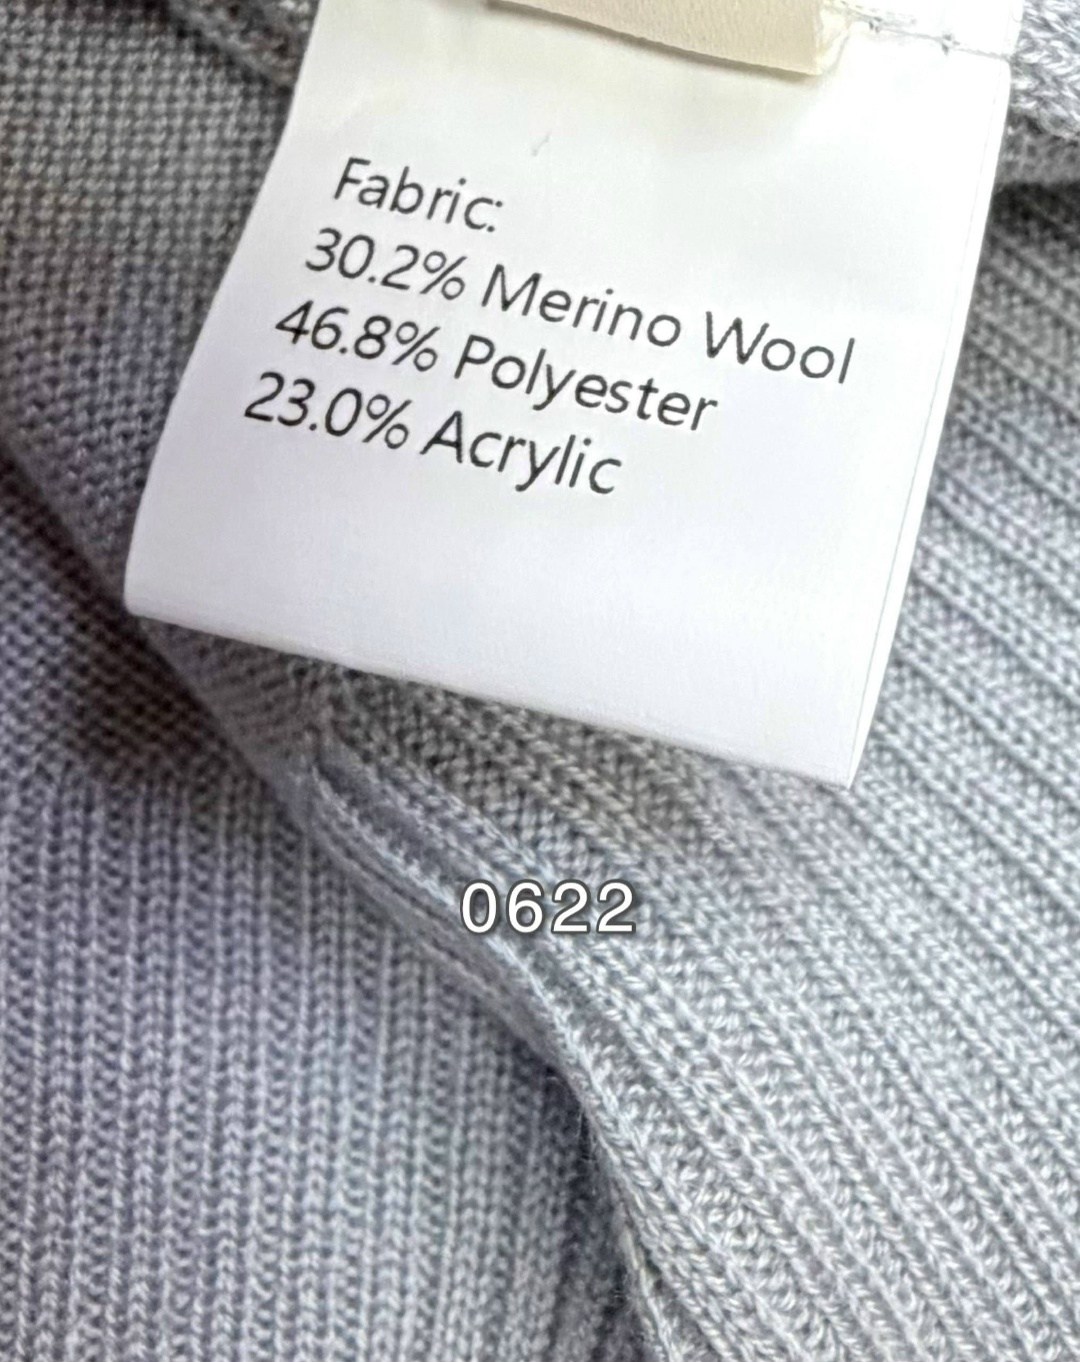 Fabric:
30.2% Merino Wool
46.8% Polyester
23.0% Acrylic
0622